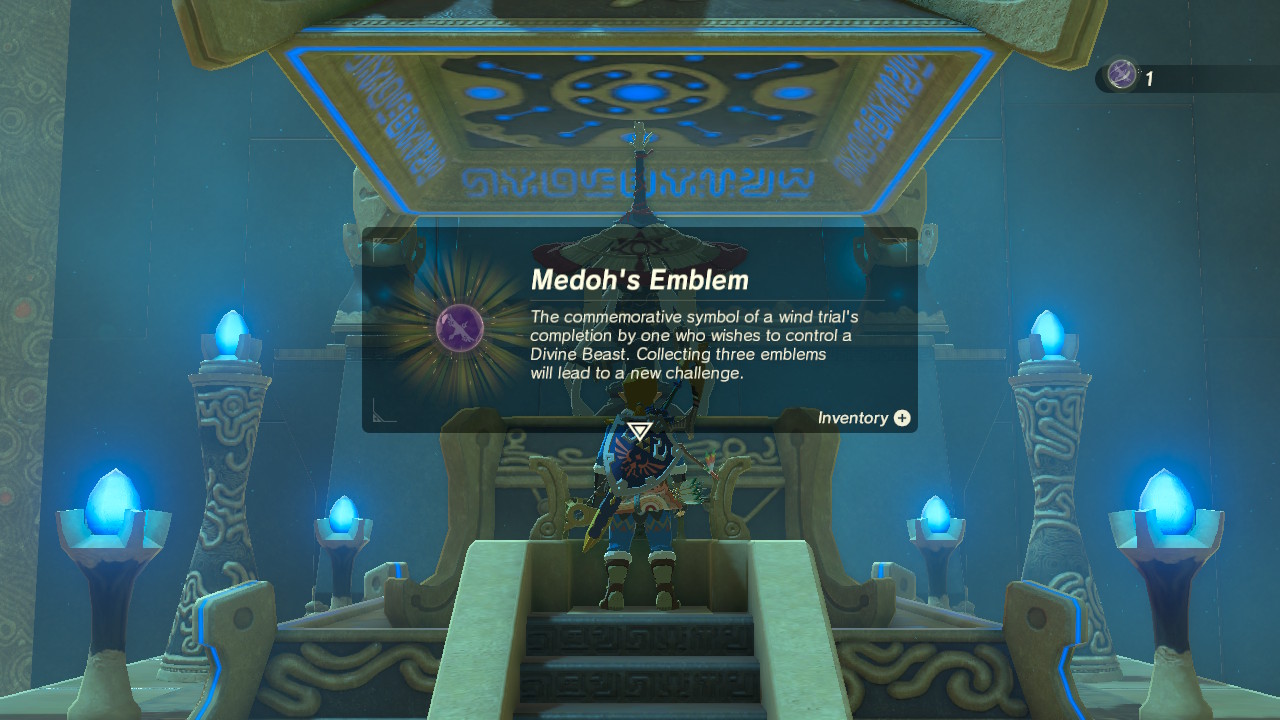 1
Medoh's Emblem
The commemorative symbol of a wind trial's
completion by one who wishes to control a
Divine Beast. Collecting three emblems
will lead to a new challenge.
Inventory +